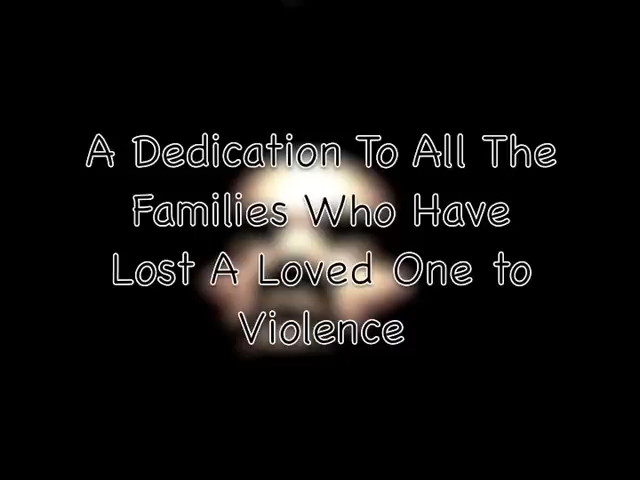 A Dedication To All The
Families Who Have
Lost A Loved One to
Violence